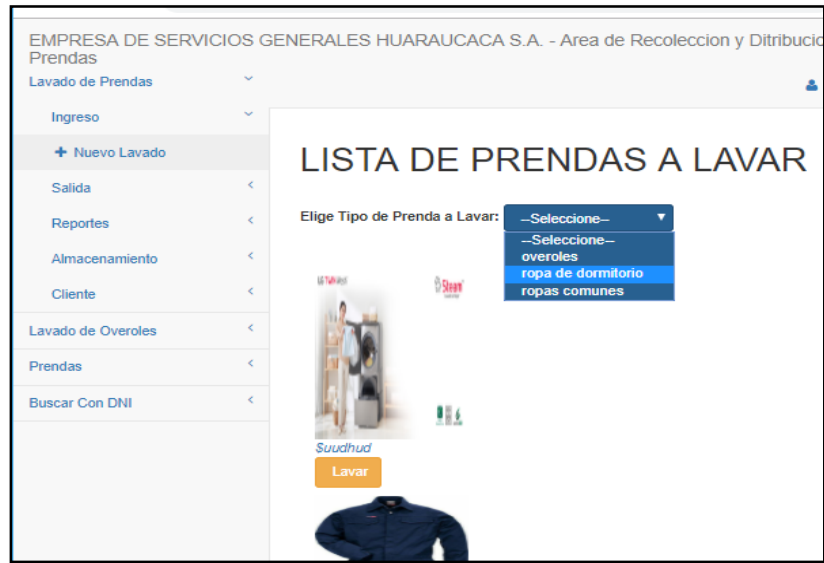 EMPRESA DE SERVICIOS GENERALES HUARAUCACA S.A. - Area de Recoleccion y Ditribucio
Prendas
Lavado de Prendas
Ingreso
+ Nuevo Lavado
Salida
Reportes
Almacenamiento
Cliente
Lavado de Overoles
Prendas
Buscar Con DNI
LISTA DE PRENDAS A LAVAR
Elige Tipo de Prenda a Lavar: --Seleccione--
--Seleccione--
overoles
ropa de dormitorio
ropas comunes
Steam
Suudhud
Lavar